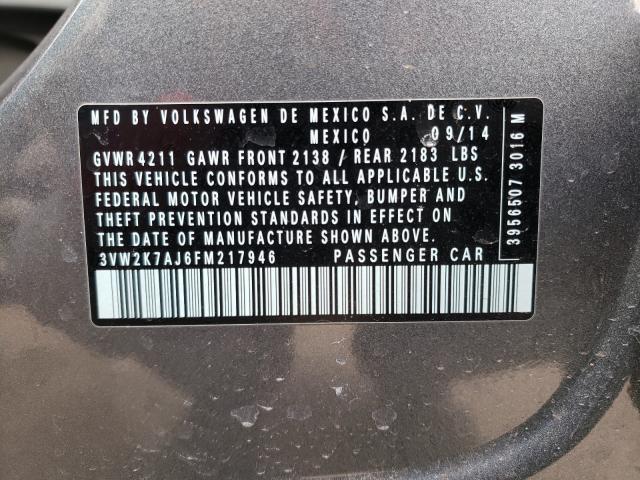 MFD BY VOLKSWAGEN DE MEXICO S.A. DE C.V.
MEXICO 09/14
GVWR 4211 GAWR FRONT 2138 / REAR 2183 LBS
THIS VEHICLE CONFORMS TO ALL APPLICABLE U.S.
FEDERAL MOTOR VEHICLE SAFETY, BUMPER AND
THEFT PREVENTION STANDARDS IN EFFECT ON
THE DATE OF MANUFACTURE SHOWN ABOVE.
3VW2K7AJ6FM217946 PASSENGER CAR
3956507 3016 M